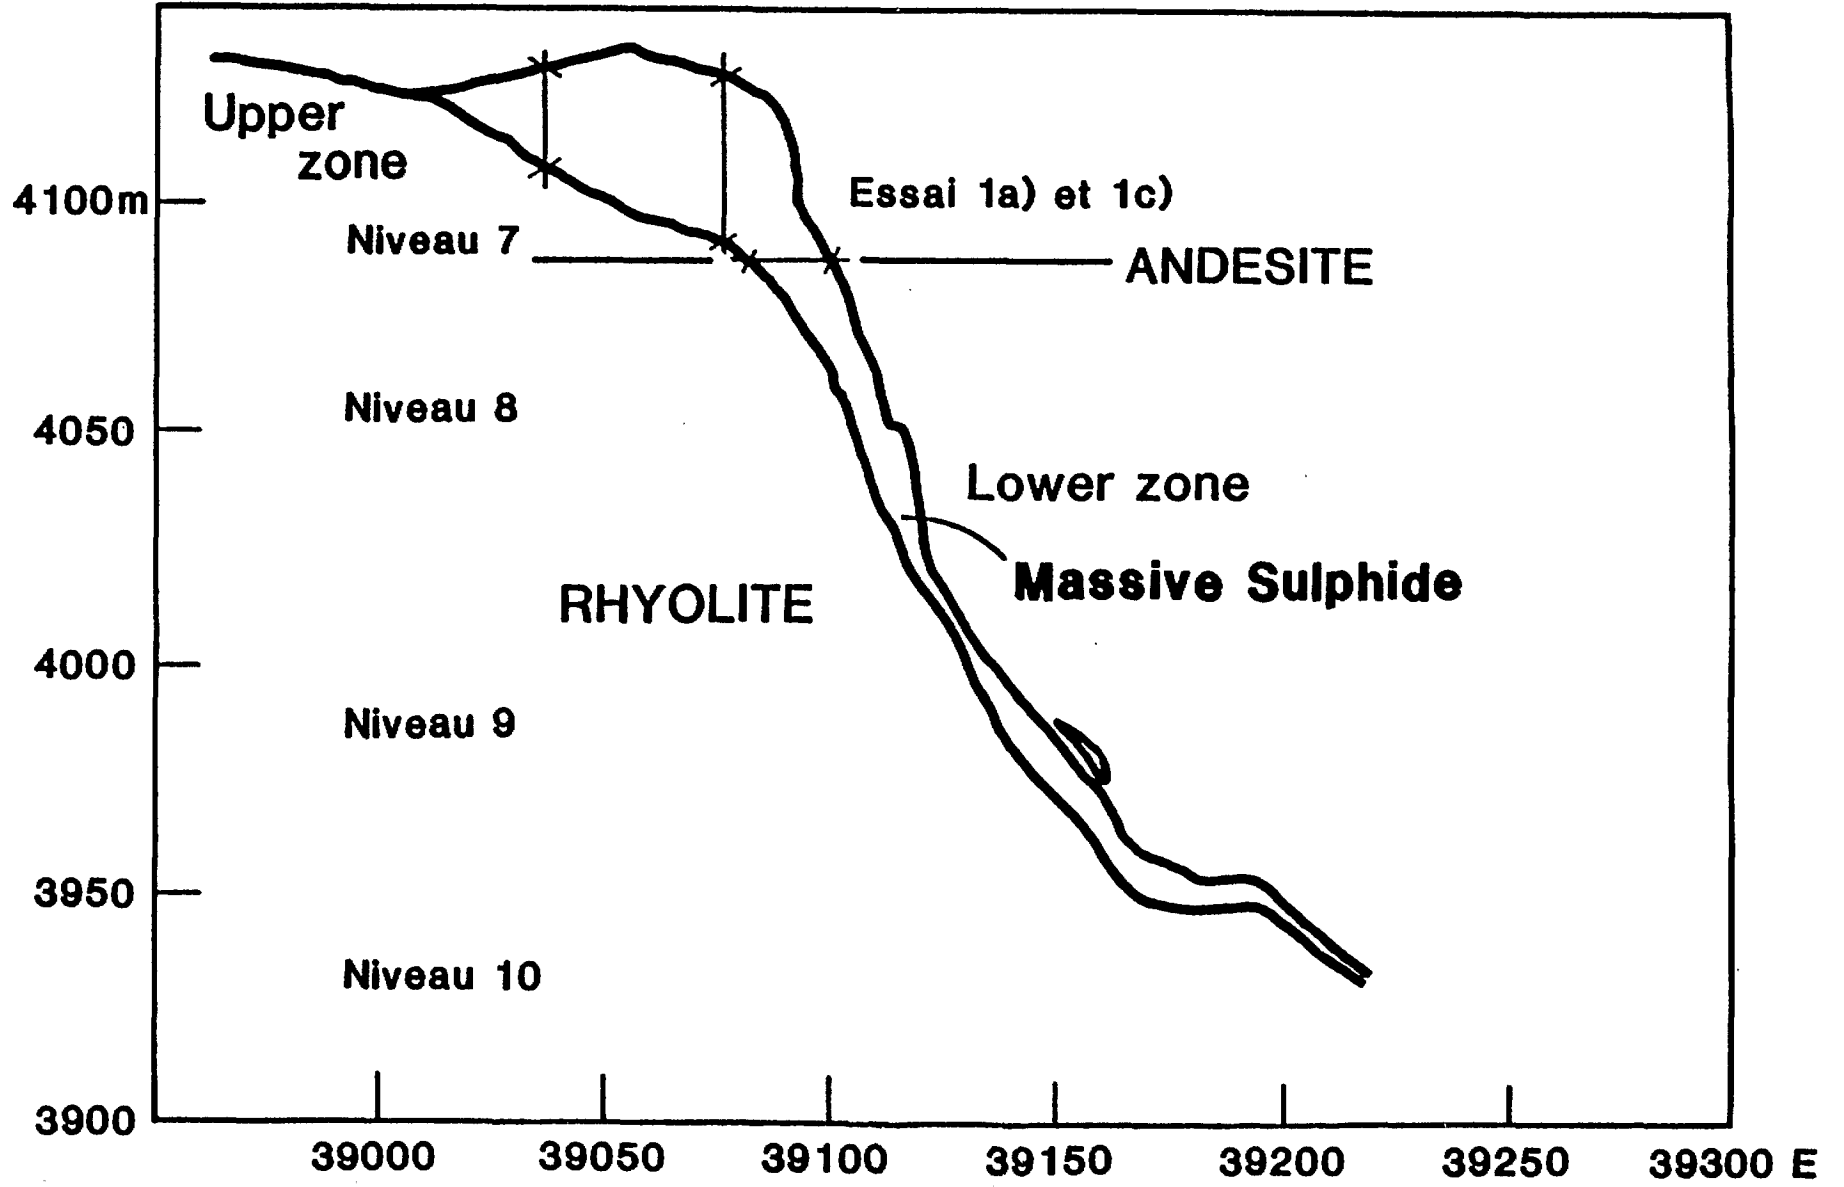 Upper
zone
4100m
Essai 1a) et 1c)
Niveau 7
ANDESITE
Niveau 8
4050
Lower zone
Massive Sulphide
RHYOLITE
4000
Niveau 9
3950
Niveau 10
3900
39000 39050 39100 39150 39200 39250 39300 E